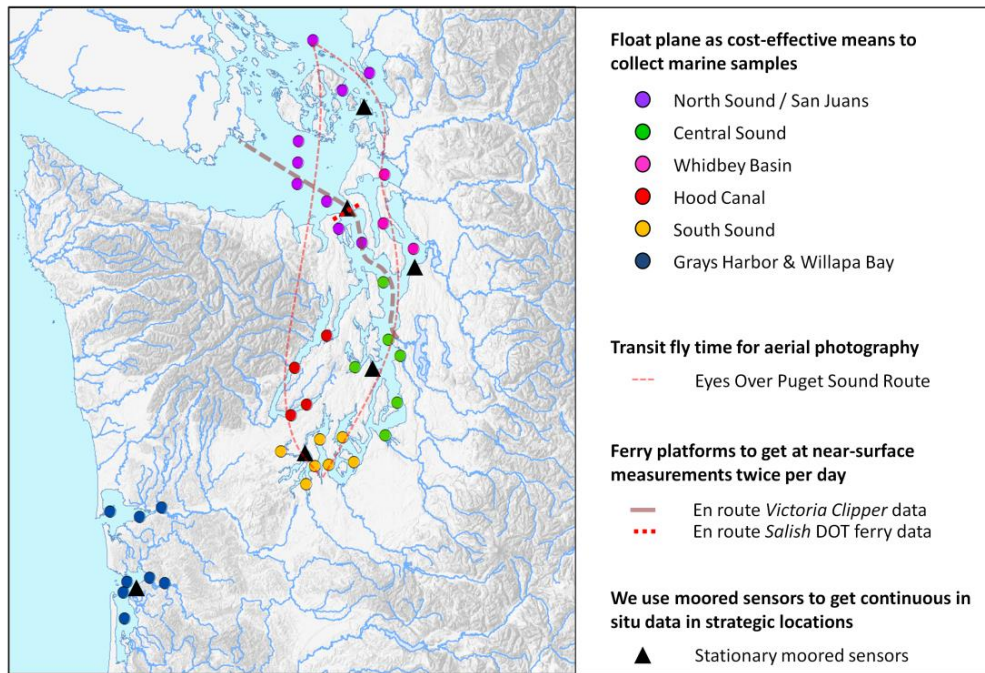 Float plane as cost-effective means to
collect marine samples
North Sound / San Juans
Central Sound
Whidbey Basin
Hood Canal
South Sound
Grays Harbor & Willapa Bay
Transit fly time for aerial photography
Eyes Over Puget Sound Route
Ferry platforms to get at near-surface
measurements twice per day
En route Victoria Clipper data
En route Salish DOT ferry data
We use moored sensors to get continuous in
situ data in strategic locations
Stationary moored sensors